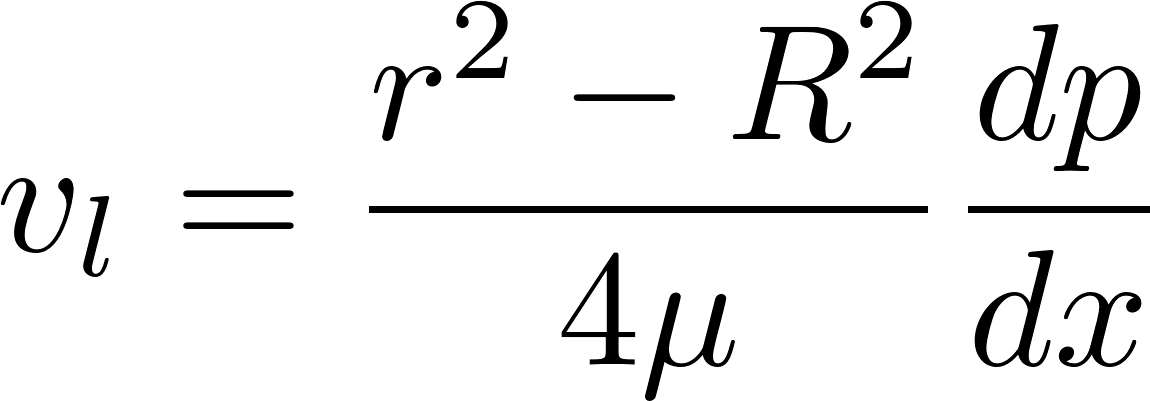 v_l = \frac{r^2 - R^2}{4\mu} \frac{dp}{dx}